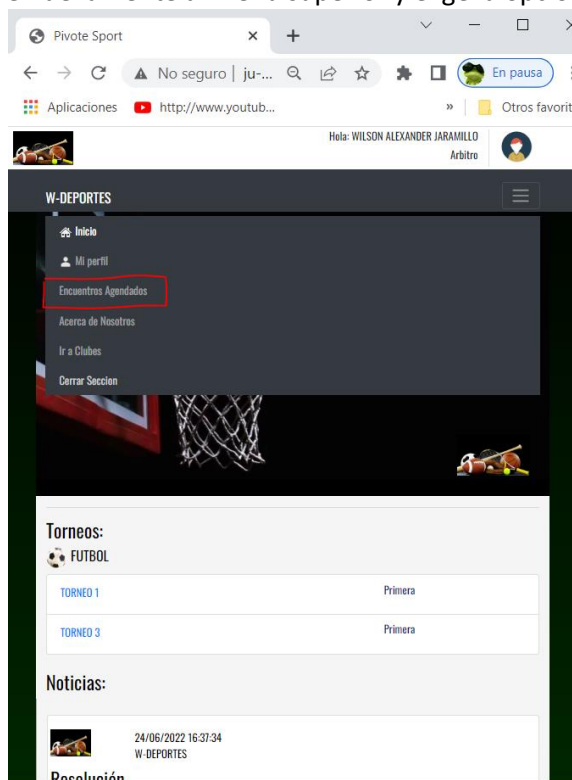 Pivote Sport
No seguro | ju-...
En pausa
Aplicaciones http://www.youtub... » Otros favorit
Hola: WILSON ALEXANDER JARAMILLO
Arbitro
W-DEPORTES
Inicio
Mi perfil
Encuentros Agendados
Acerca de Nosotros
Ir a Clubes
Cerrar Seccion
Torneos:
FUTBOL
TORNEO 1 Primera
TORNEO 3 Primera
Noticias:
24/06/2022 16:37:34
W-DEPORTES
Resolución